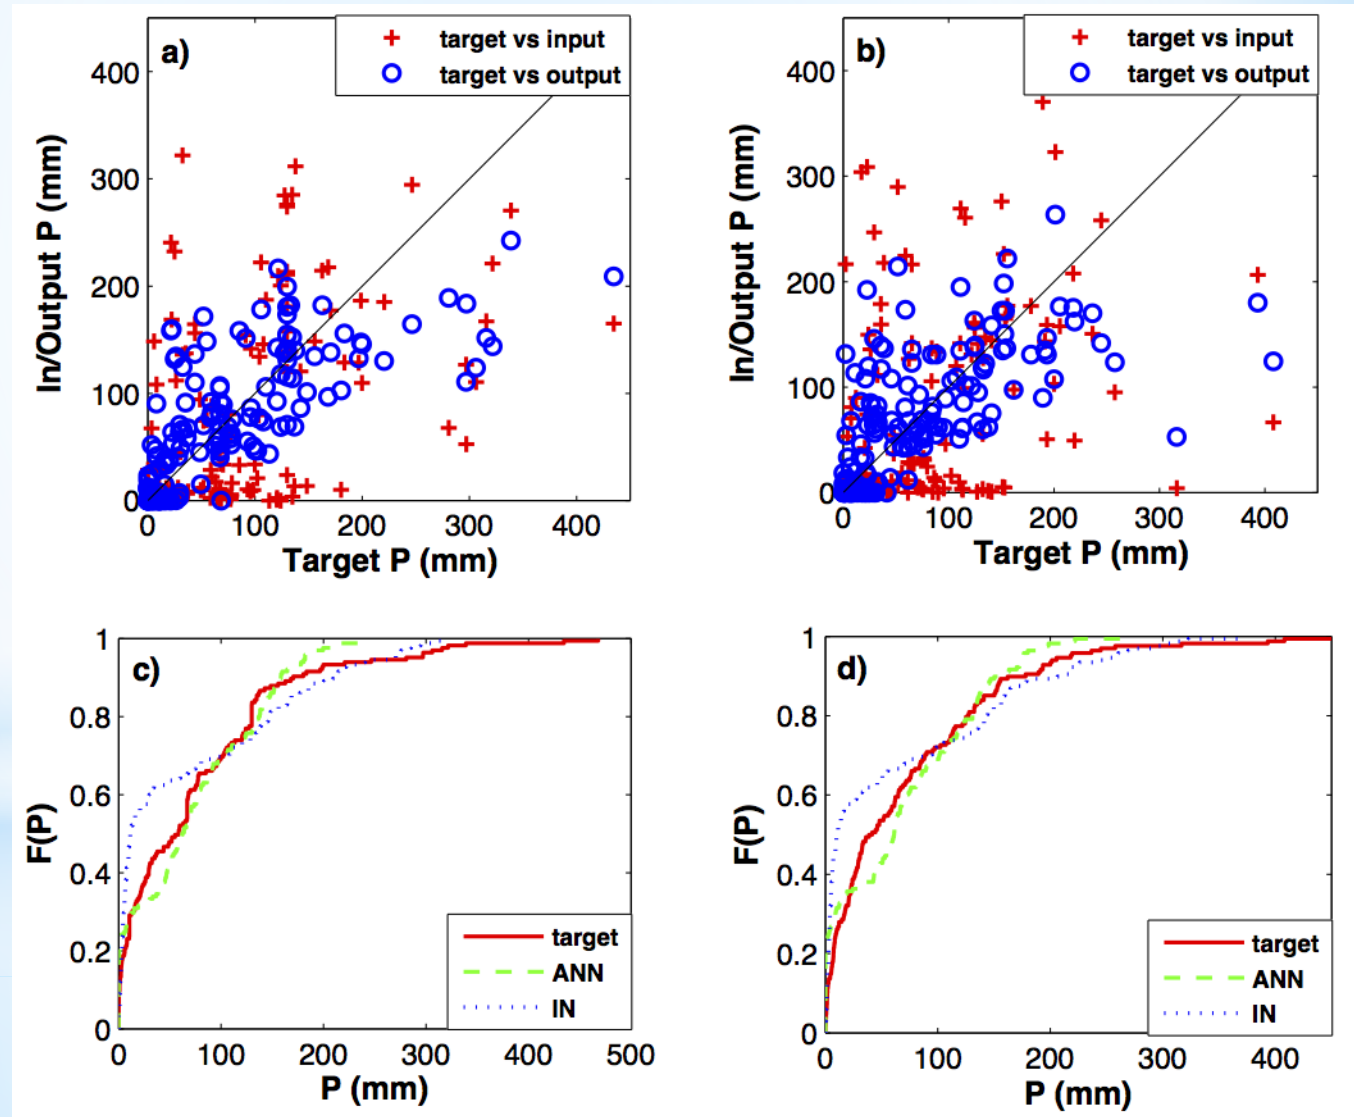 a)
target vs input
target vs output
In/Output P (mm)
400
300
200
100
0
0 100 200 300 400
Target P (mm)
b)
target vs input
target vs output
In/Output P (mm)
400
300
200
100
0
0 100 200 300 400
Target P (mm)
c)
F(P)
1
0.8
0.6
0.4
0.2
0
target
ANN
IN
0 100 200 300 400 500
P (mm)
d)
F(P)
1
0.8
0.6
0.4
0.2
0
target
ANN
IN
0 100 200 300 400
P (mm)